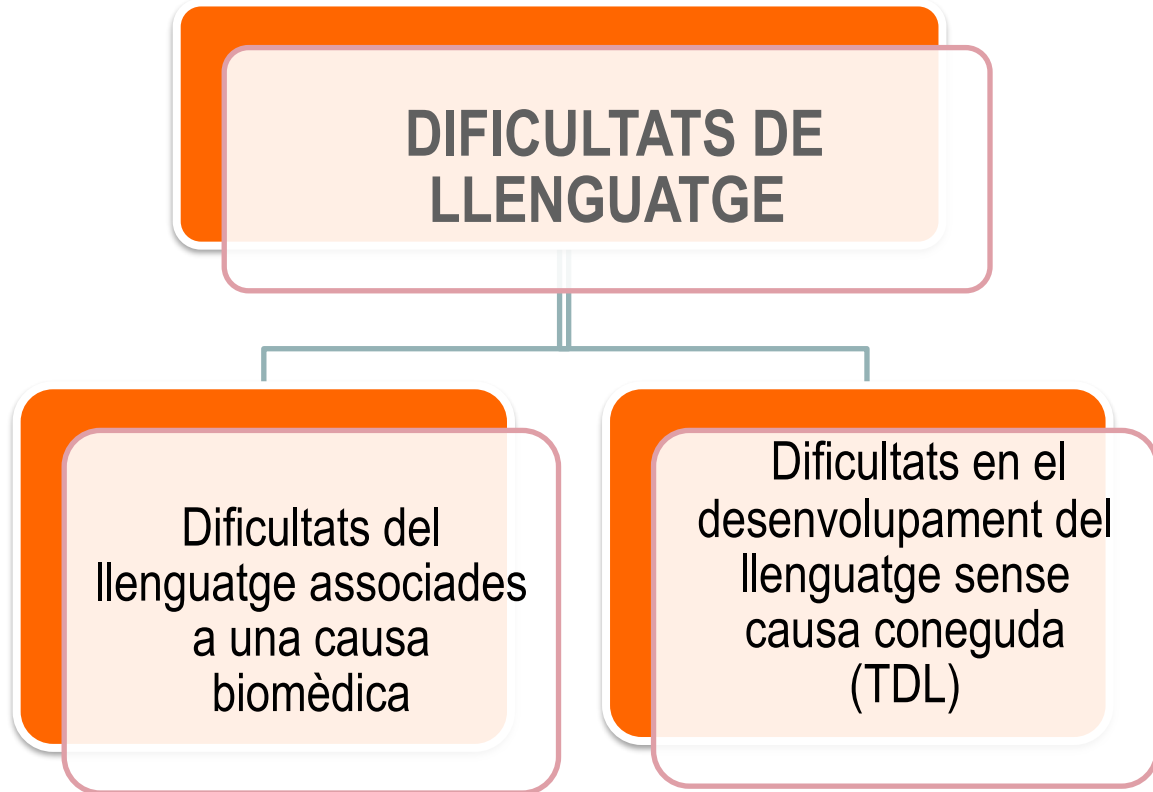 DIFICULTATS DE
LLENGUATGE
Dificultats del
llenguatge associades
a una causa
biomèdica
Dificultats en el
desenvolupament del
llenguatge sense
causa coneguda
(TDL)